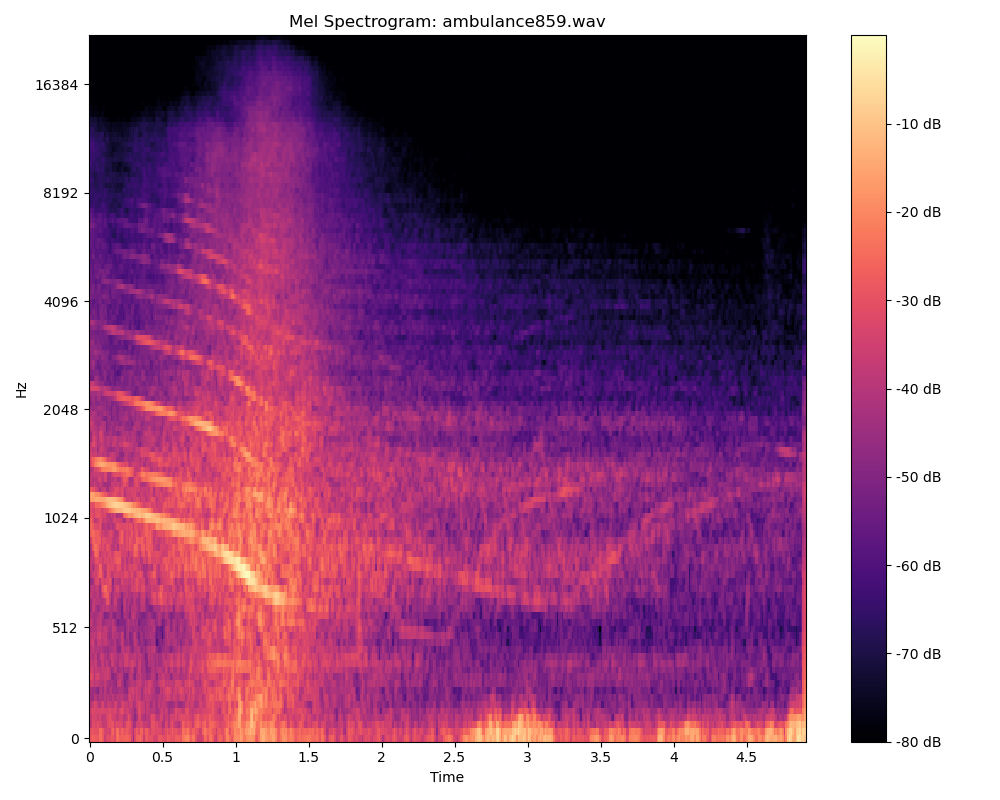 Mel Spectrogram: ambulance859.wav
16384
8192
4096
2048
1024
512
0
Hz
0 0.5 1 1.5 2 2.5 3 3.5 4 4.5
Time
-10 dB
-20 dB
-30 dB
-40 dB
-50 dB
-60 dB
-70 dB
-80 dB